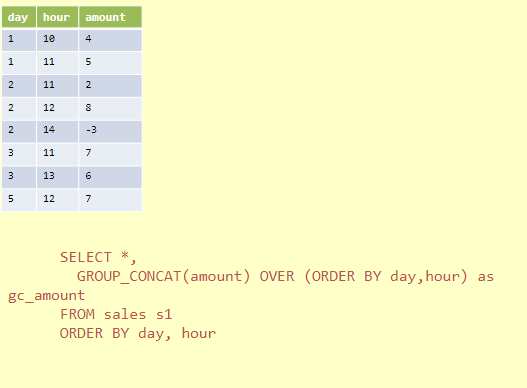 day hour amount
1 10 4
1 11 5
2 11 2
2 12 8
2 14 -3
3 11 7
3 13 6
5 12 7
SELECT *,
GROUP_CONCAT(amount) OVER (ORDER BY day,hour) as
gc_amount
FROM sales s1
ORDER BY day, hour